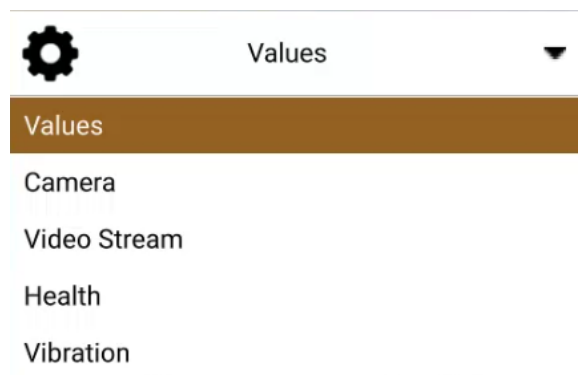 Values
Values
Camera
Video Stream
Health
Vibration